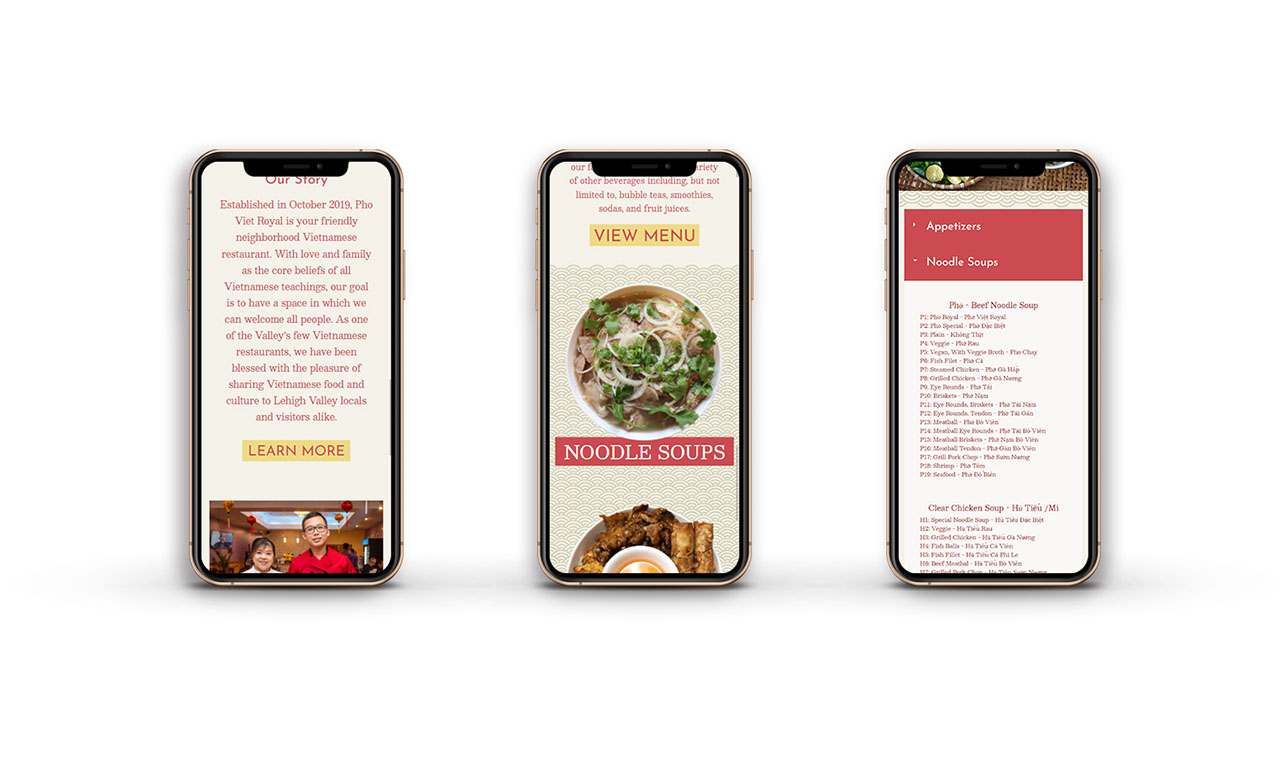 Our Story
Established in October 2019, Pho
Viet Royal is your friendly
neighborhood Vietnamese
restaurant. With love and family
as the core beliefs of all
Vietnamese teachings, our goal
is to have a space in which we
can welcome all people. As one
of the Valley's few Vietnamese
restaurants, we have been
blessed with the pleasure of
sharing Vietnamese food and
culture to Lehigh Valley locals
and visitors alike.
LEARN MORE
our
of other beverages including, but not
limited to, bubble teas, smoothies,
sodas, and fruit juices.
VIEW MENU
NOODLE SOUPS
Appetizers
Noodle Soups
Phở - Beef Noodle Soup
P1: Pho Royal - Phở Việt Royal
P2: Pho Special - Phở Đặc Biệt
P3: Plain - Không Thịt
P4: Veggie - Phở Rau
P5: Vegan, With Veggie Broth - Pho Chay
P6: Fish Filet - Phở Cá
P7: Steamed Chicken - Phở Gà Hấp
P8: Grilled Chicken - Phở Gà Nướng
P9: Eye Rounds - Phở Tái
P10: Briskets - Phở Nạm
P11: Eye Rounds, Briskets - Phở Tái Nạm
P12: Eye Rounds, Tendon - Phở Tái Gân
P13: Meatball - Phở Bò Viên
P14: Meatball Eye Rounds - Phở Tái Bò Viên
P15: Meatball Briskets - Phở Nạm Bò Viên
P16: Meatball Tendon - Phở Gân Bò Viên
P17: Grill Pork Chop - Phở Sườn Nướng
P18: Shrimp - Phở Tôm
P19: Seafood - Phở Đồ Biển
Clear Chicken Soup - Hủ Tiếu /Mì
H1: Special Noodle Soup - Hủ Tiếu Đặc Biệt
H2: Veggie - Hủ Tiếu Rau
H3: Grilled Chicken - Hủ Tiếu Gà Nướng
H4: Fish Balls - Hủ Tiếu Cá Viên
H5: Fish Fillet - Hủ Tiếu Cá Phi Le
H6: Beef Meatbal - Hủ Tiếu Bò Viên
H7: Grilled Pork Chop - Hủ Tiếu Sườn Nướng